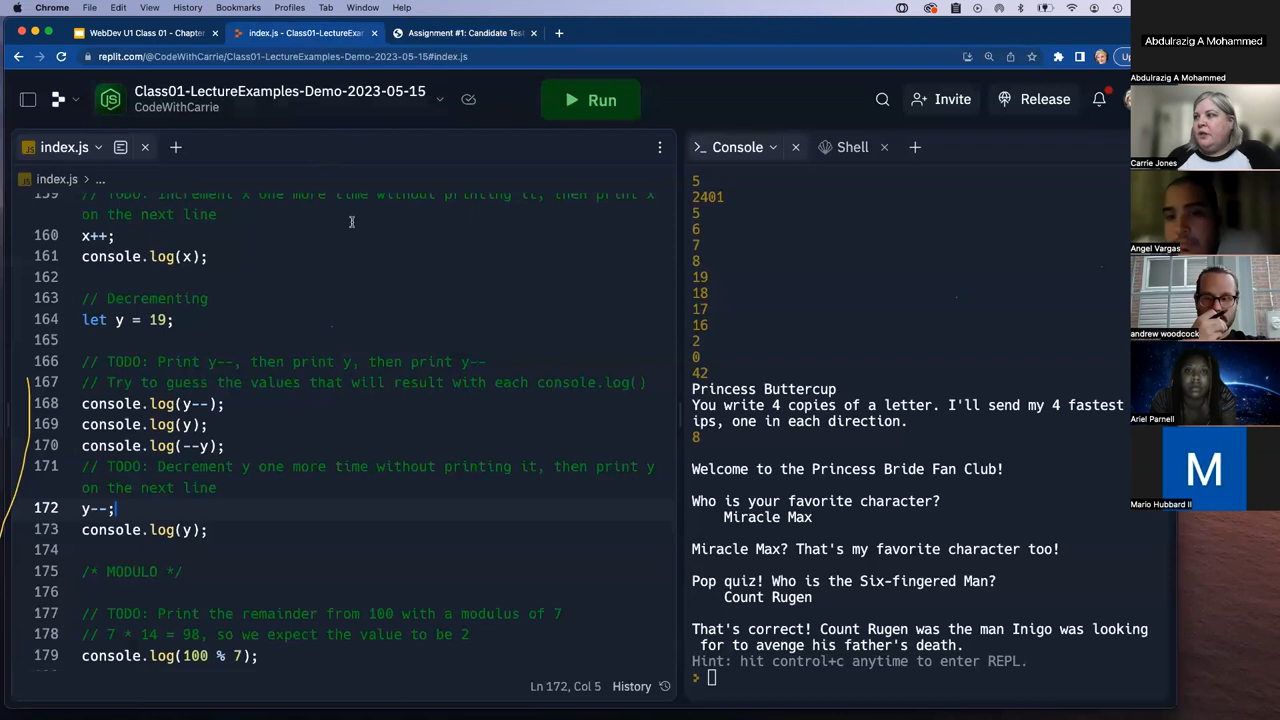 Chrome File Edit View History Bookmarks Profiles Tab Window Help
WebDev U1 Class 01 - Chapter × index.js - Class01-LectureExam × Assignment #1: Candidate Test × +
replit.com/@CodeWithCarrie/Class01-LectureExamples-Demo-2023-05-15#index.js
Class01-LectureExamples-Demo-2023-05-15
CodeWithCarrie
Run
Invite
Release
index.js
Console
Shell
index.js > ...
159 // TODO: Increment x one more time without printing it, then print x
on the next line
160 x++;
161 console.log(x);
162
163 // Decrementing
164 let y = 19;
165
166 // TODO: Print y--, then print y, then print y--
167 // Try to guess the values that will result with each console.log()
168 console.log(y--);
169 console.log(y);
170 console.log(--y);
171 // TODO: Decrement y one more time without printing it, then print y
on the next line
172 y--;
173 console.log(y);
174
175 /* MODULO */
176
177 // TODO: Print the remainder from 100 with a modulus of 7
178 // 7 * 14 = 98, so we expect the value to be 2
179 console.log(100 % 7);
Ln 172, Col 5 History
5
2401
5
6
7
8
19
18
17
16
2
0
42
Princess Buttercup
You write 4 copies of a letter. I'll send my 4 fastest
ips, one in each direction.
8
Welcome to the Princess Bride Fan Club!
Who is your favorite character?
Miracle Max
Miracle Max? That's my favorite character too!
Pop quiz! Who is the Six-fingered Man?
Count Rugen
That's correct! Count Rugen was the man Inigo was looking
for to avenge his father's death.
Hint: hit control+c anytime to enter REPL.
Abdulrazig A Mohammed
Abdulrazig A Mohammed
Carrie Jones
Angel Vargas
andrew woodcock
Ariel Parnell
M
Mario Hubbard II